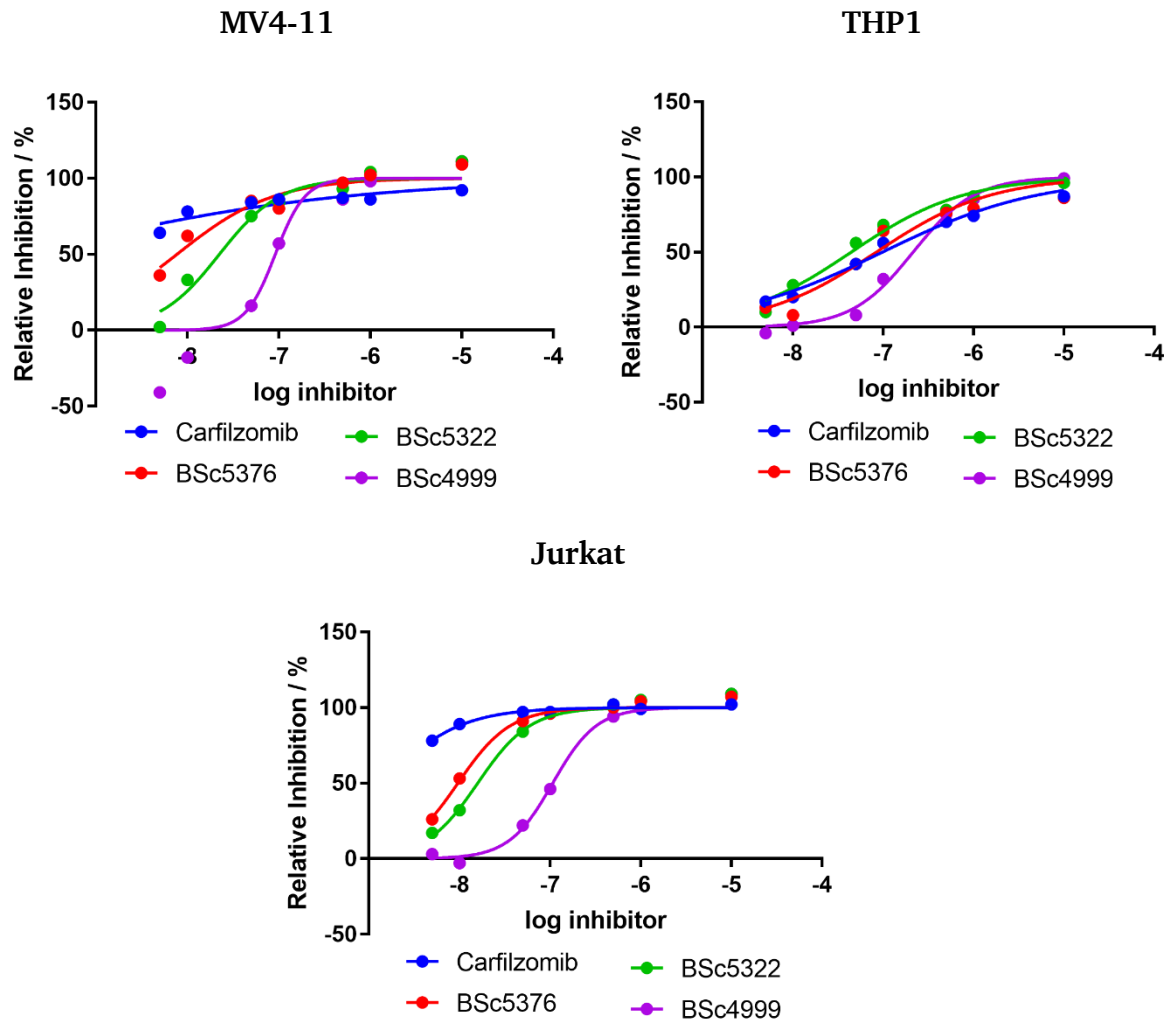 MV4-11
150
100
50
0
-50
-8
-7
-6
-5
-4
Relative Inhibition / %
log inhibitor
Carfilzomib
BSc5322
BSc5376
BSc4999
THP1
150
100
50
0
-50
-8
-7
-6
-5
-4
Relative Inhibition / %
log inhibitor
Carfilzomib
BSc5322
BSc5376
BSc4999
Jurkat
150
100
50
0
-50
-8
-7
-6
-5
-4
Relative Inhibition / %
log inhibitor
Carfilzomib
BSc5322
BSc5376
BSc4999